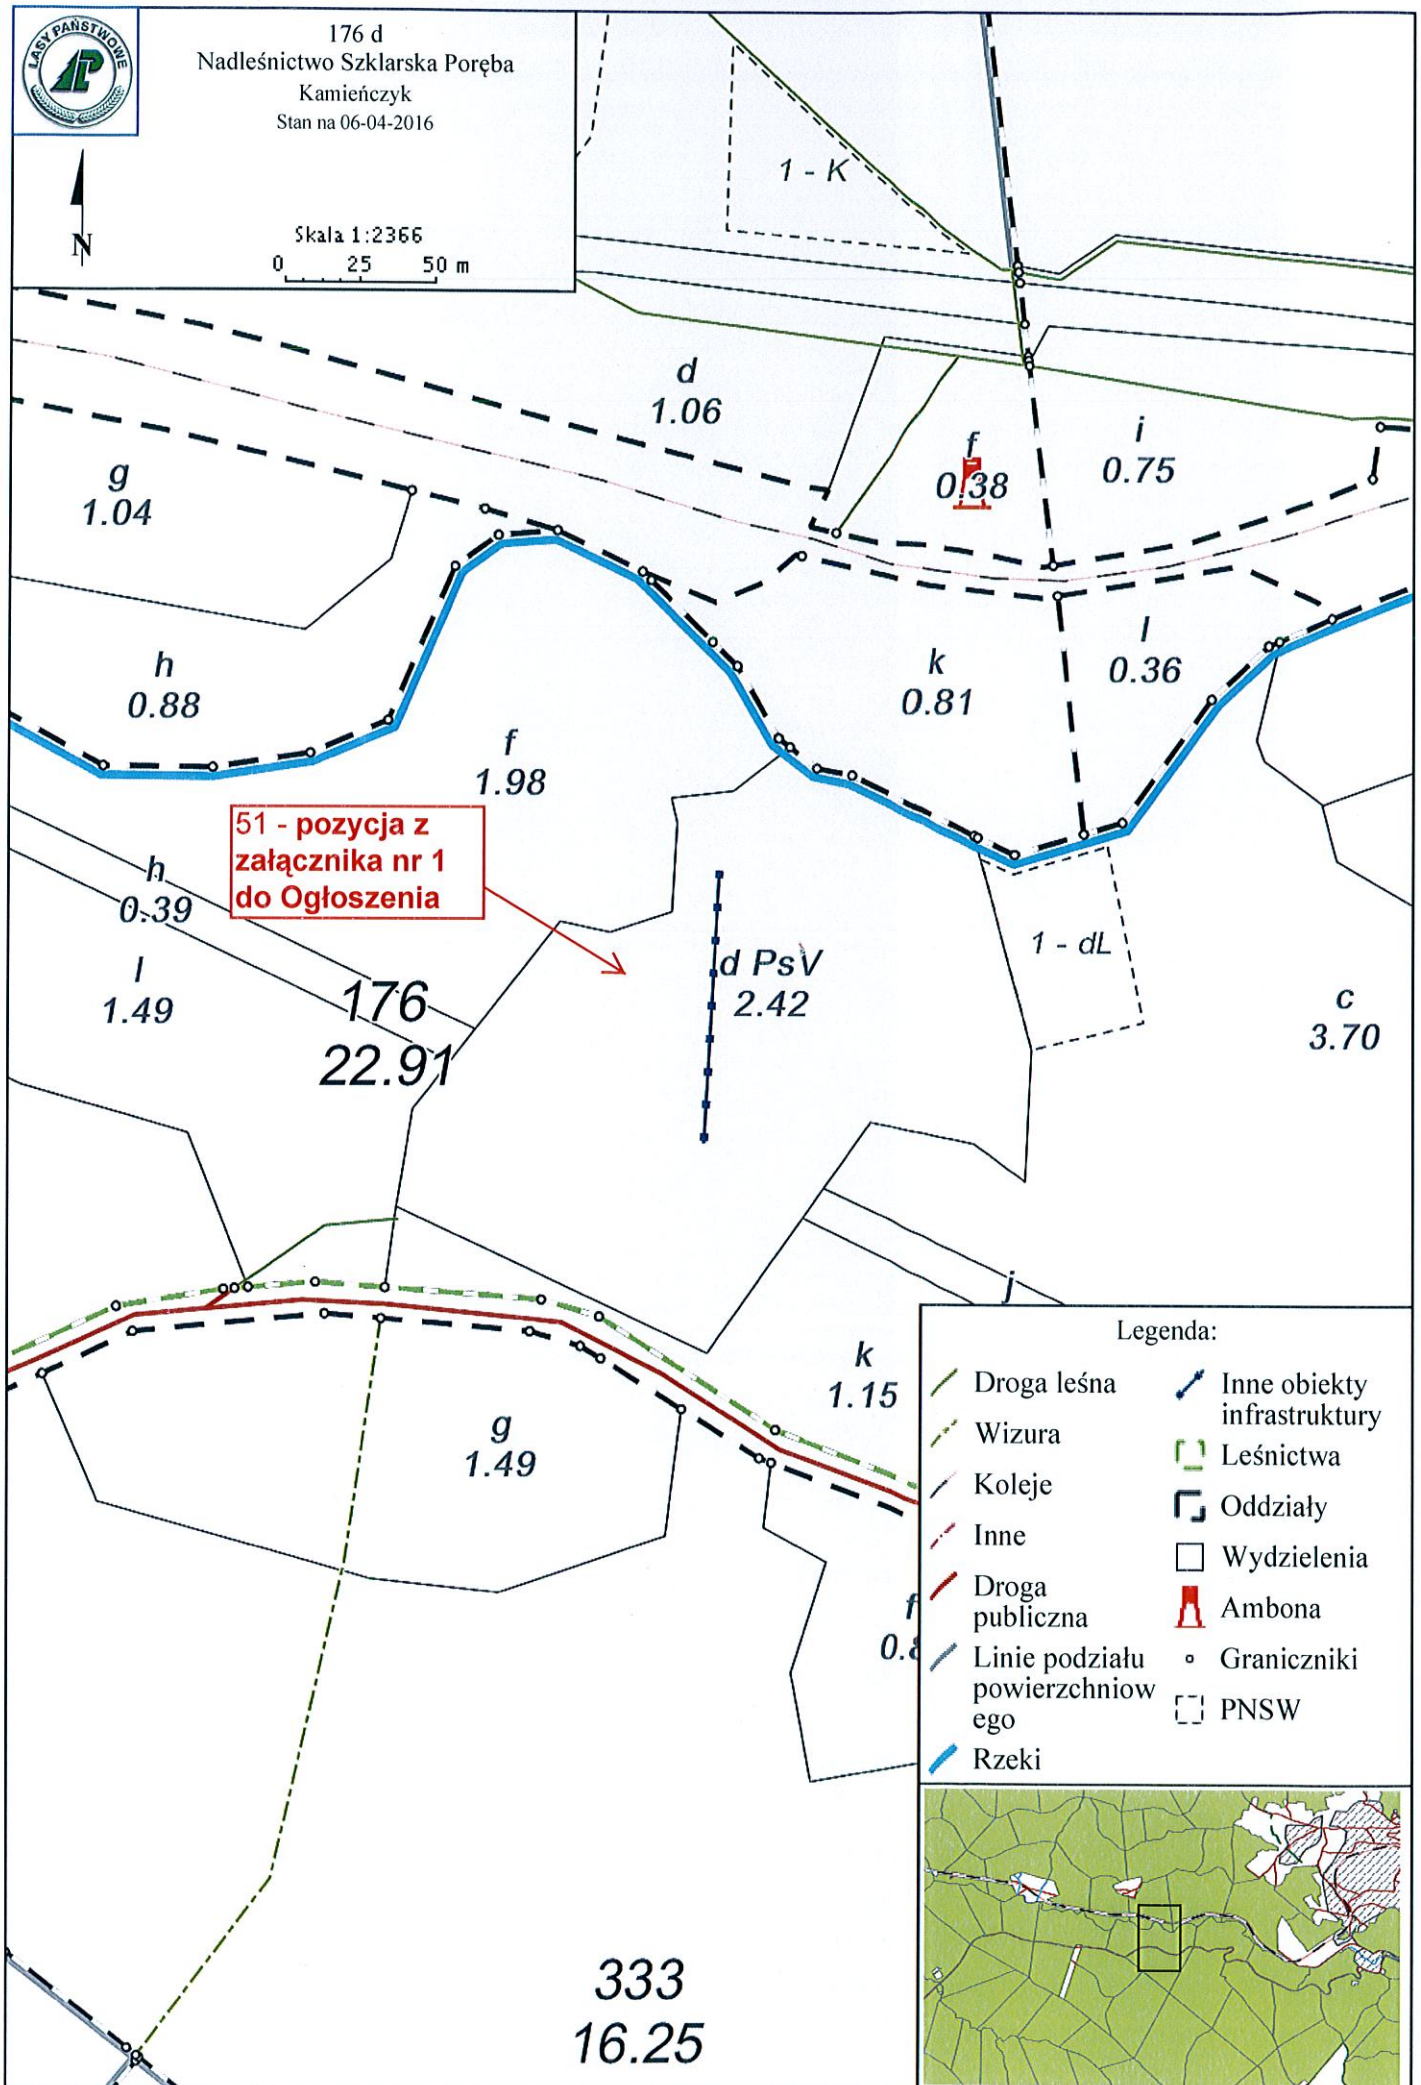 LASY PAŃSTWOWE
LP
176 d
Nadleśnictwo Szklarska Poręba
Kamieńczyk
Stan na 06-04-2016
N
Skala 1:2366
0 25 50 m
1 - K
d
1.06
f
0.38
i
0.75
g
1.04
h
0.88
f
1.98
k
0.81
l
0.36
51 - pozycja z
załącznika nr 1
do Ogłoszenia
h
0.39
l
1.49
176
22.91
d PsV
2.42
1 - dL
c
3.70
j
k
1.15
g
1.49
f
333
16.25
Legenda:
Droga leśna
Wizura
Koleje
Inne
Droga
publiczna
Linie podziału
powierzchniow
ego
Rzeki
Inne obiekty
infrastruktury
Leśnictwa
Oddziały
Wydzielenia
Ambona
Graniczniki
PNSW